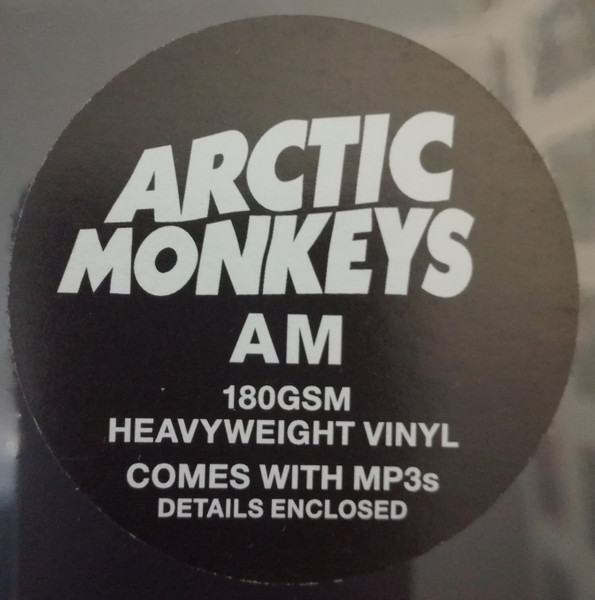 ARCTIC
MONKEYS
AM
180GSM
HEAVYWEIGHT VINYL
COMES WITH MP3s
DETAILS ENCLOSED